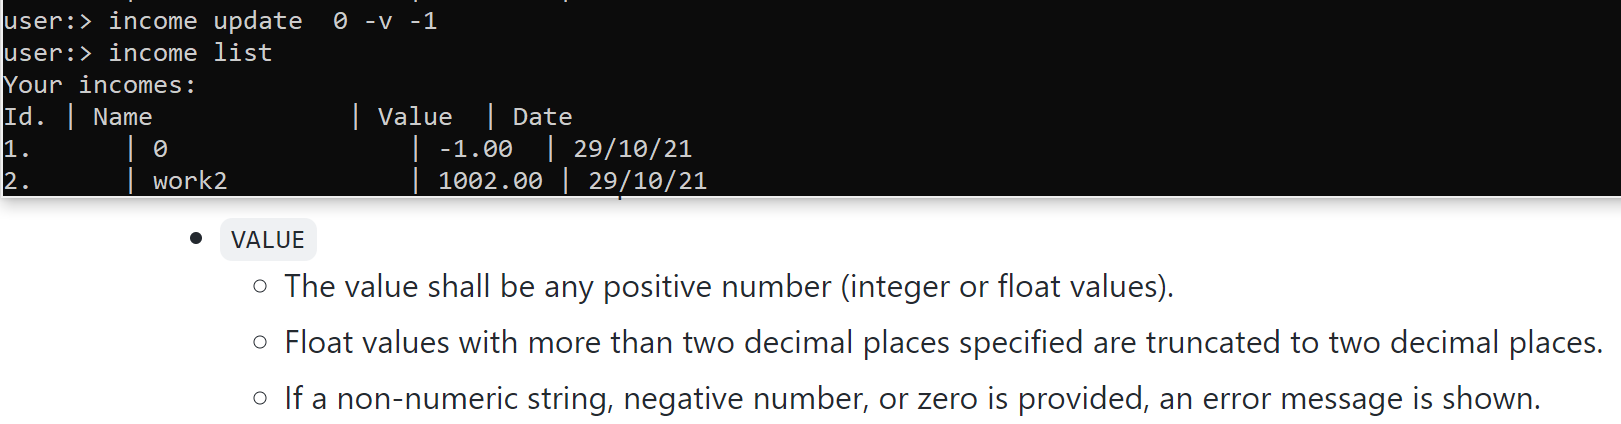 user:> income update  0 -v -1
user:> income list
Your incomes:
Id. | Name             | Value  | Date
1.      | 0                | -1.00  | 29/10/21
2.      | work2            | 1002.00 | 29/10/21
• VALUE
○ The value shall be any positive number (integer or float values).
○ Float values with more than two decimal places specified are truncated to two decimal places.
○ If a non-numeric string, negative number, or zero is provided, an error message is shown.